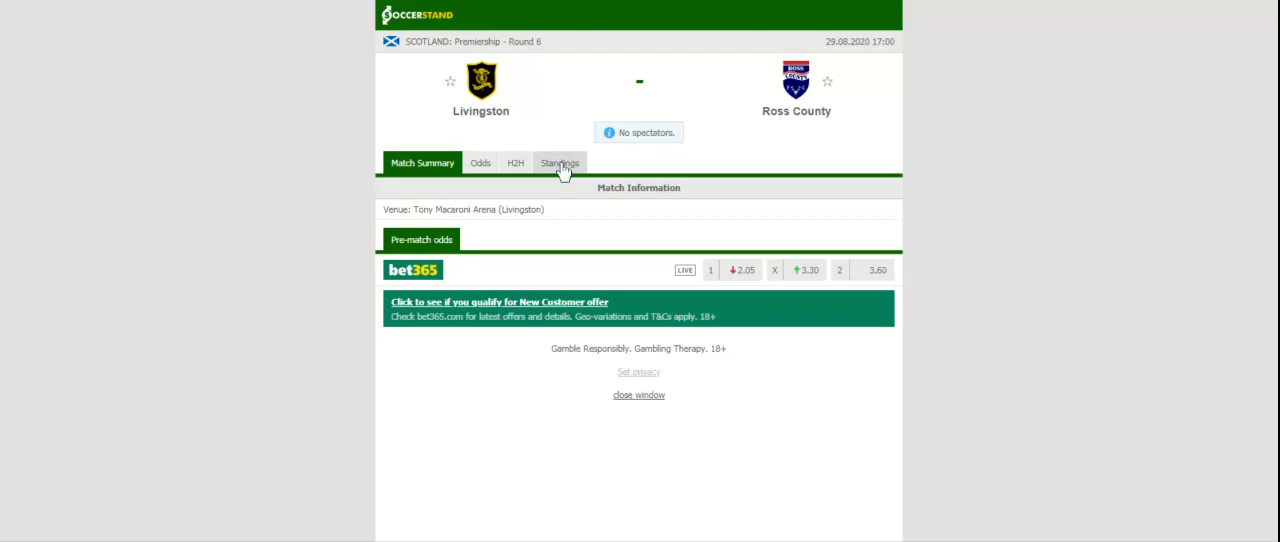 SOCCERSTAND
SCOTLAND: Premiership - Round 6 29.08.2020 17:00
ROSS COUNTY
-
Livingston Ross County
No spectators.
Match Summary Odds H2H Standings
Match Information
Venue: Tony Macaroni Arena (Livingston)
Pre-match odds
bet365 LIVE 1 2.05 X 3.30 2 3.60
Click to see if you qualify for New Customer offer
Check bet365.com for latest offers and details. Geo-variations and T&Cs apply. 18+
Gamble Responsibly. Gambling Therapy. 18+
Set privacy
close window